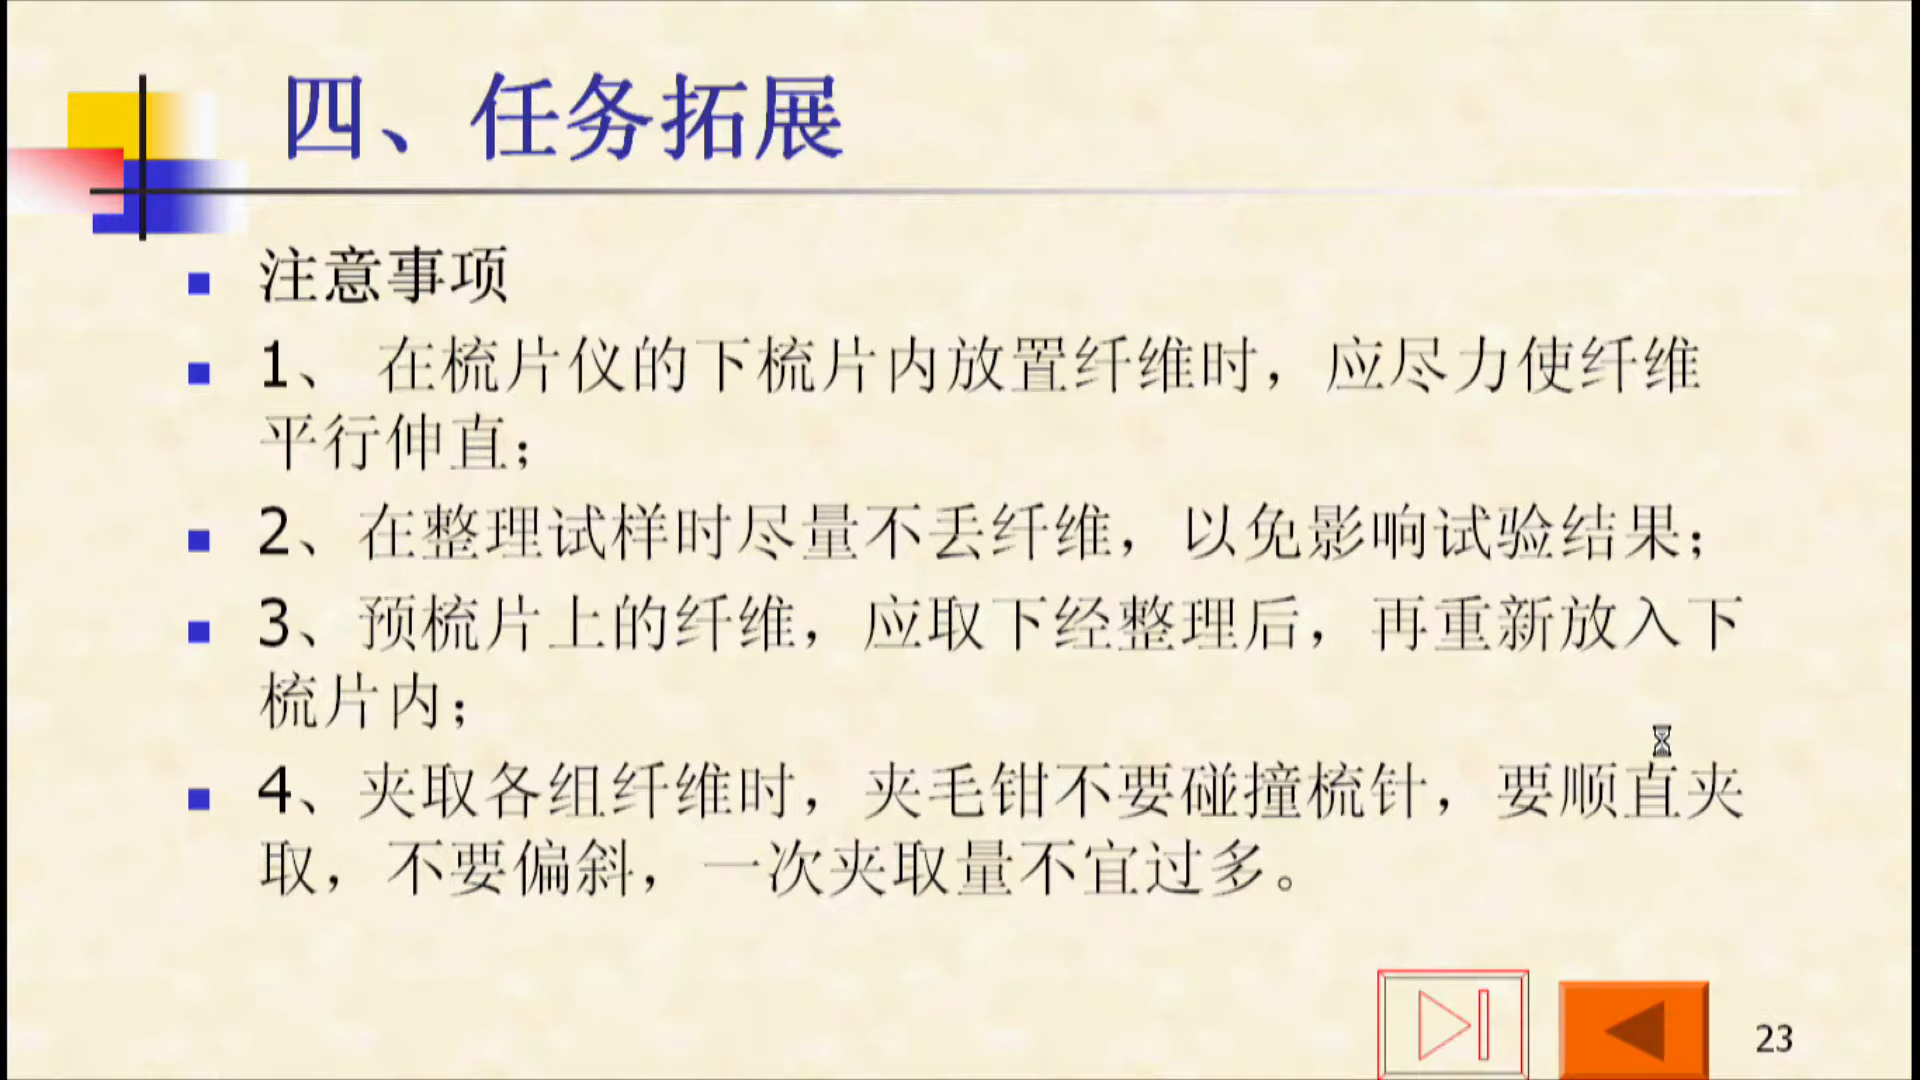 四、任务拓展
注意事项
1、 在梳片仪的下梳片内放置纤维时，应尽力使纤维
平行伸直；
2、在整理试样时尽量不丢纤维，以免影响试验结果；
3、预梳片上的纤维，应取下经整理后，再重新放入下
梳片内；
4、夹取各组纤维时，夹毛钳不要碰撞梳针，要顺直夹
取，不要偏斜，一次夹取量不宜过多。
23